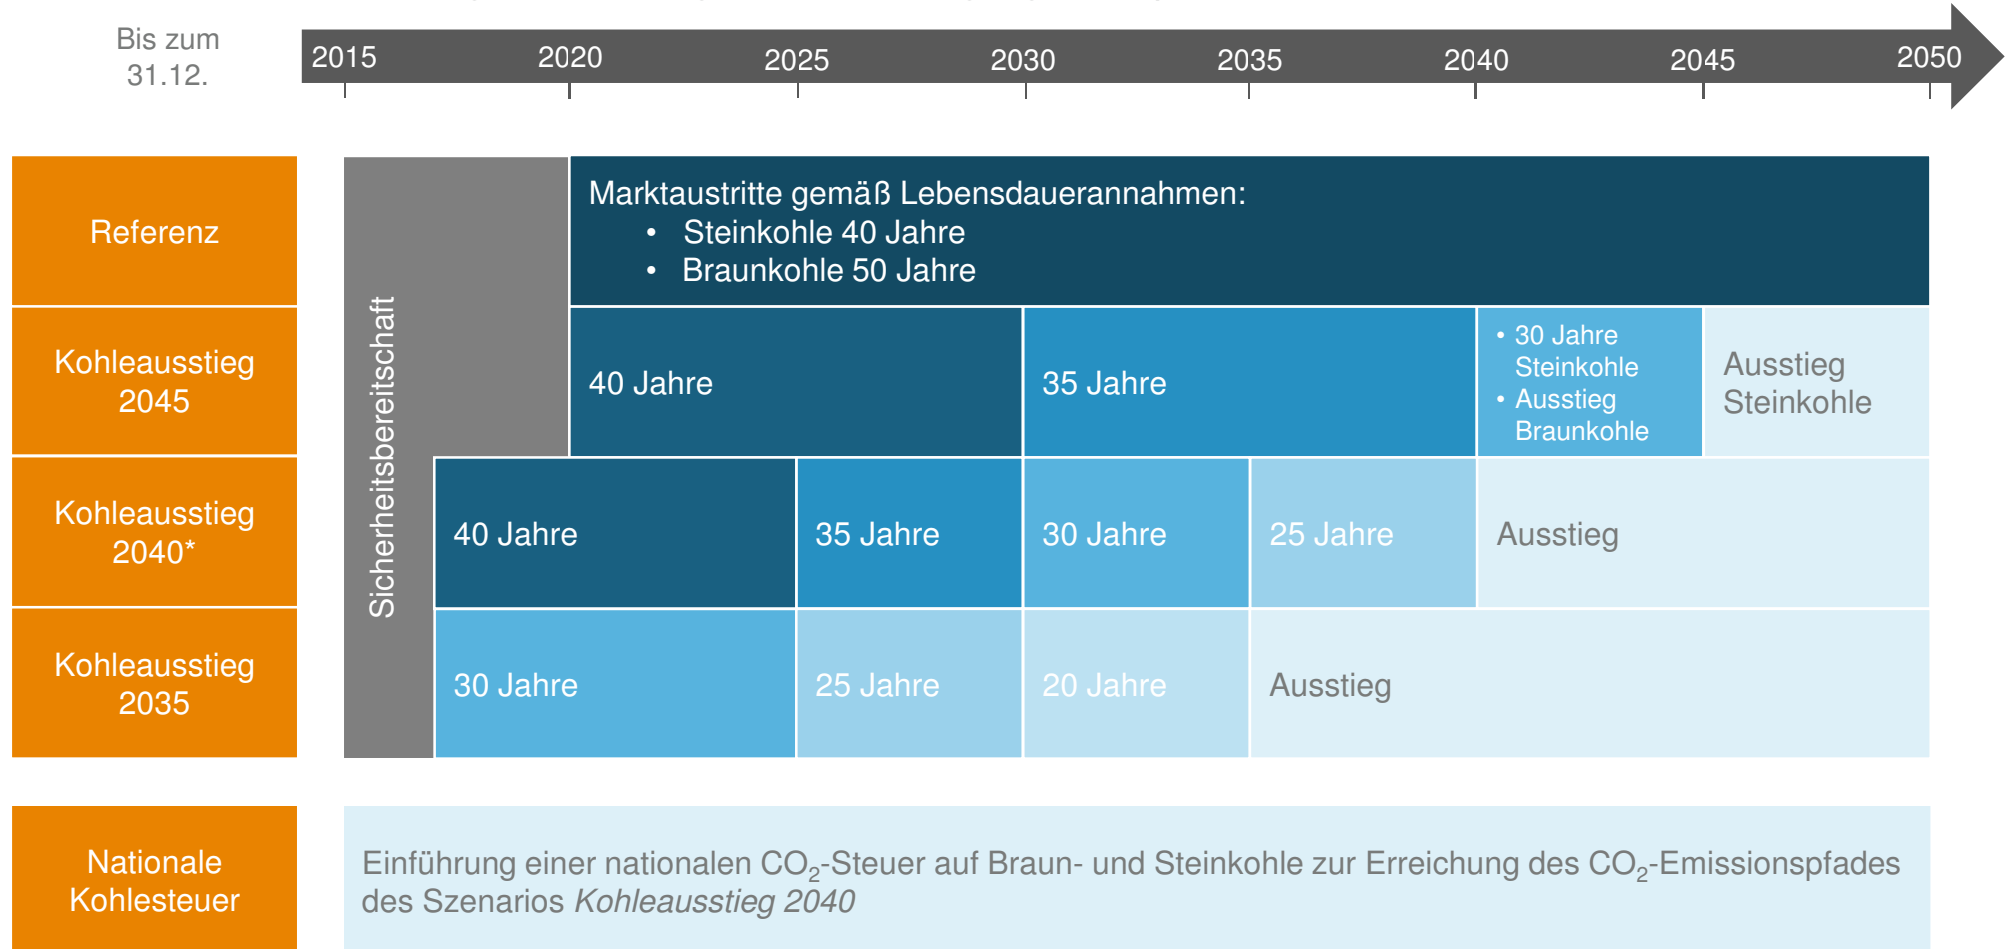 Bis zum
31.12.
2015 2020 2025 2030 2035 2040 2045 2050
Referenz
Marktaustritte gemäß Lebensdauerannahmen:
• Steinkohle 40 Jahre
• Braunkohle 50 Jahre
Sicherheitsbereitschaft
Kohleausstieg
2045
40 Jahre
35 Jahre
• 30 Jahre
Steinkohle
• Ausstieg
Braunkohle
Ausstieg
Steinkohle
Kohleausstieg
2040*
40 Jahre
35 Jahre
30 Jahre
25 Jahre
Ausstieg
Kohleausstieg
2035
30 Jahre
25 Jahre
20 Jahre
Ausstieg
Nationale
Kohlesteuer
Einführung einer nationalen CO₂-Steuer auf Braun- und Steinkohle zur Erreichung des CO₂-Emissionspfades
des Szenarios Kohleausstieg 2040